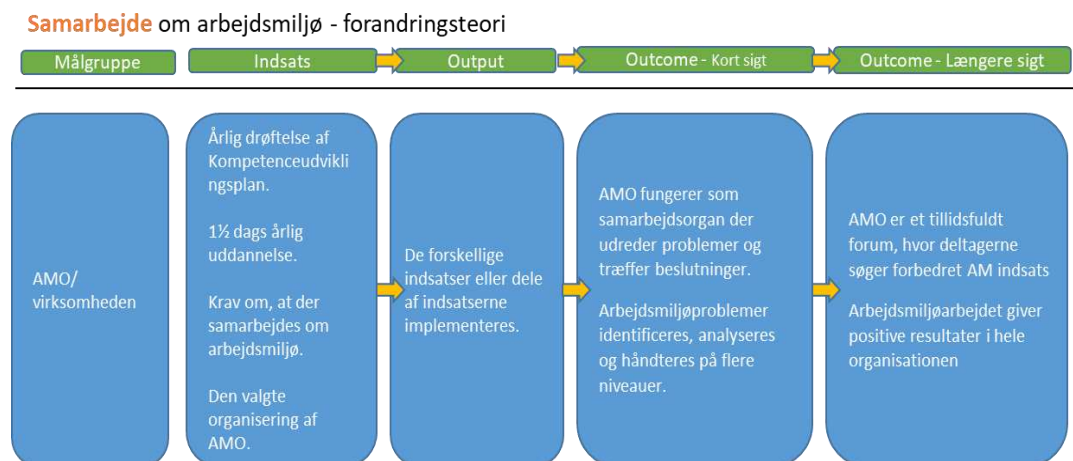 Samarbejde om arbejdsmiljø - forandringsteori
Målgruppe
Indsats
Output
Outcome - Kort sigt
Outcome - Længere sigt
AMO/
virksomheden
Årlig drøftelse af
Kompetenceudvikli
ngsplan.
1½ dags årlig
uddannelse.
Krav om, at der
samarbejdes om
arbejdsmiljø.
Den valgte
organisering af
AMO.
De forskellige
indsatser eller dele
af indsatserne
implementeres.
AMO fungerer som
samarbejdsorgan der
udreder problemer og
træffer beslutninger.
Arbejdsmiljøproblemer
identificeres, analyseres
og håndteres på flere
niveauer.
AMO er et tillidsfuldt
forum, hvor deltagerne
søger forbedret AM indsats
Arbejdsmiljøarbejdet giver
positive resultater i hele
organisationen